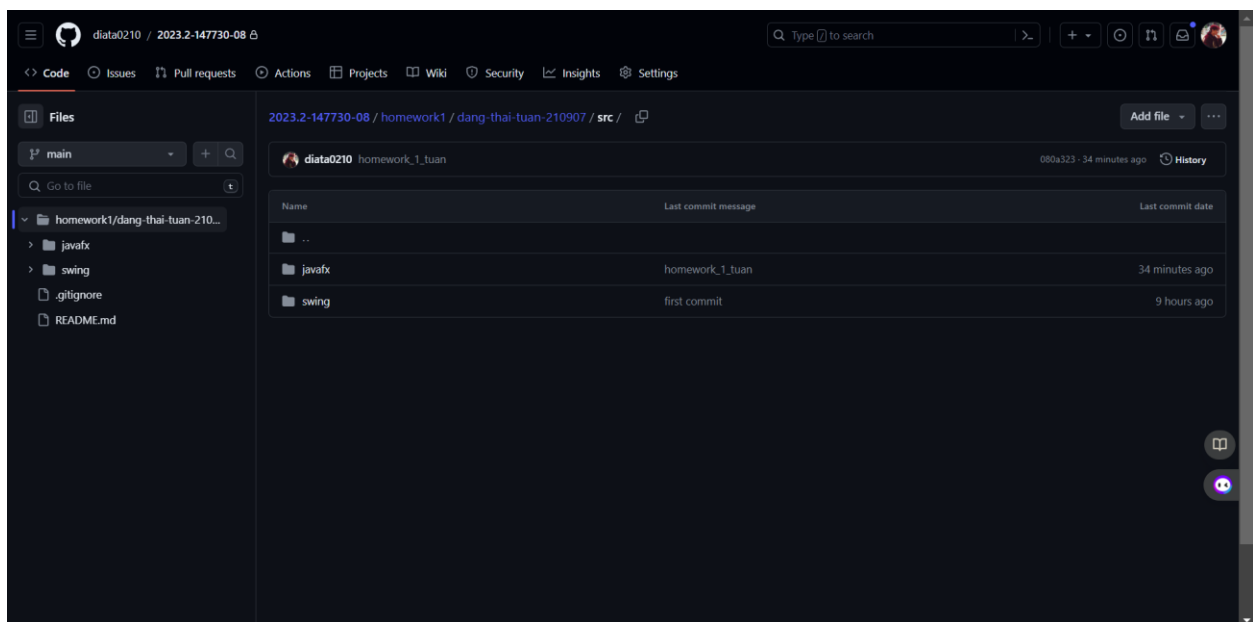 diata0210 / 2023.2-147730-08
Type / to search
Code Issues Pull requests Actions Projects Wiki Security Insights Settings
Files
main
Go to file t
homework1/dang-thai-tuan-210...
javafx
swing
.gitignore
README.md
2023.2-147730-08 / homework1 / dang-thai-tuan-210907 / src /
Add file
diata0210 homework_1_tuan 080a323 · 34 minutes ago History
Name Last commit message Last commit date
..
javafx homework_1_tuan 34 minutes ago
swing first commit 9 hours ago